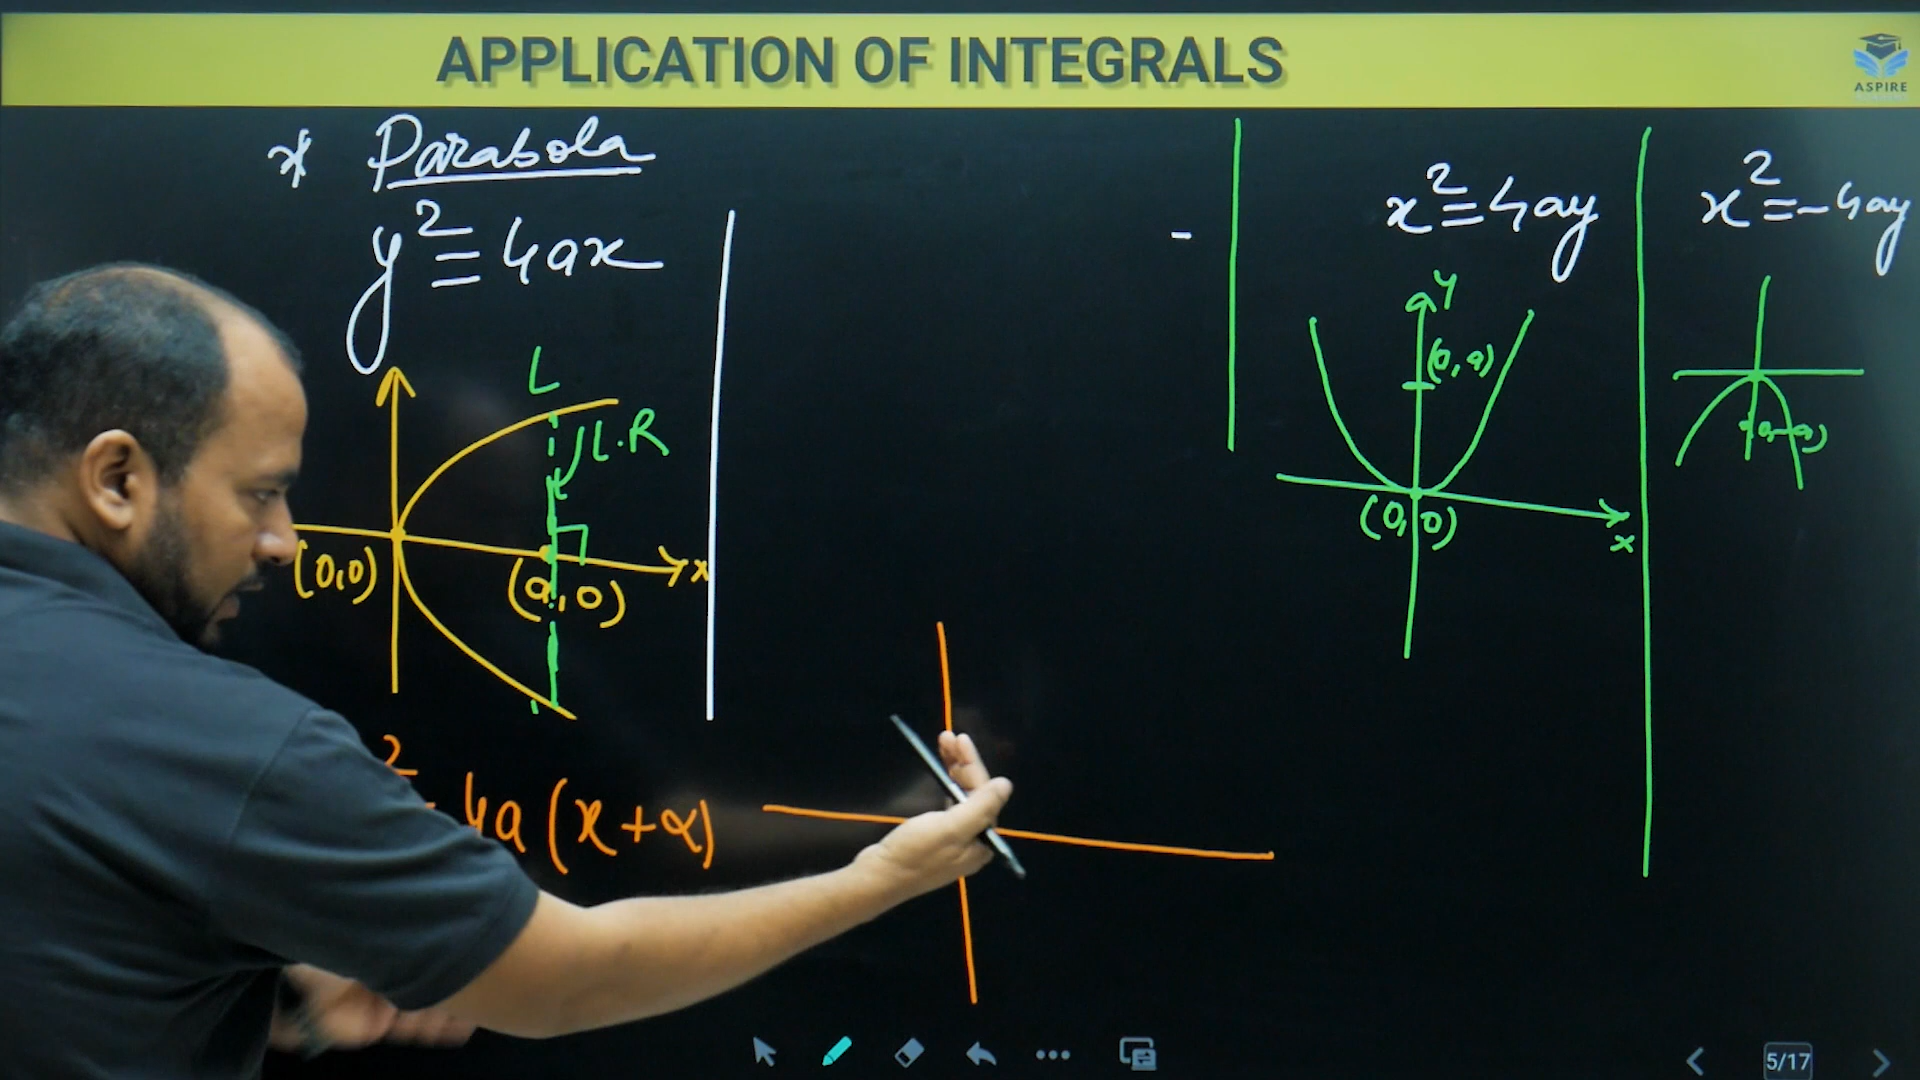 APPLICATION OF INTEGRALS
ASPIRE
* Parabola
y² = 4ax
L
L.R
(0,0)
(a,0)
x
-
x² = 4ay
Y
(0,a)
(0,0)
x
x² = -4ay
² = 4a(x+α)
5/17